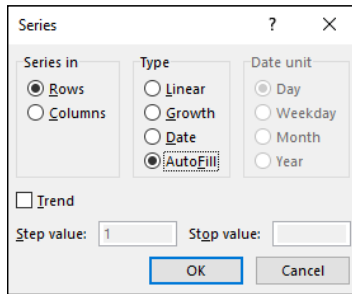 Series ? ×
Series in
Rows
Columns
Type
Linear
Growth
Date
AutoFill
Date unit
Day
Weekday
Month
Year
Trend
Step value: 1 Stop value:
OK Cancel